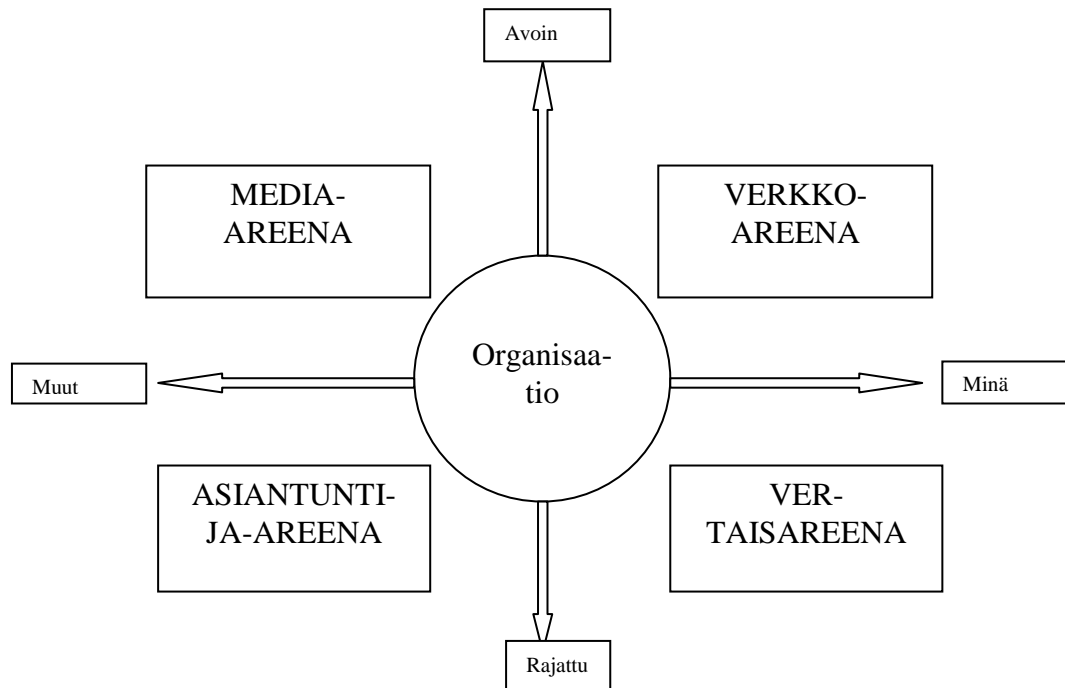 Avoin
MEDIA-
AREENA
VERKKO-
AREENA
Organisaa-
tio
Muut
Minä
ASIANTUNTI-
JA-AREENA
VER-
TAISAREENA
Rajattu